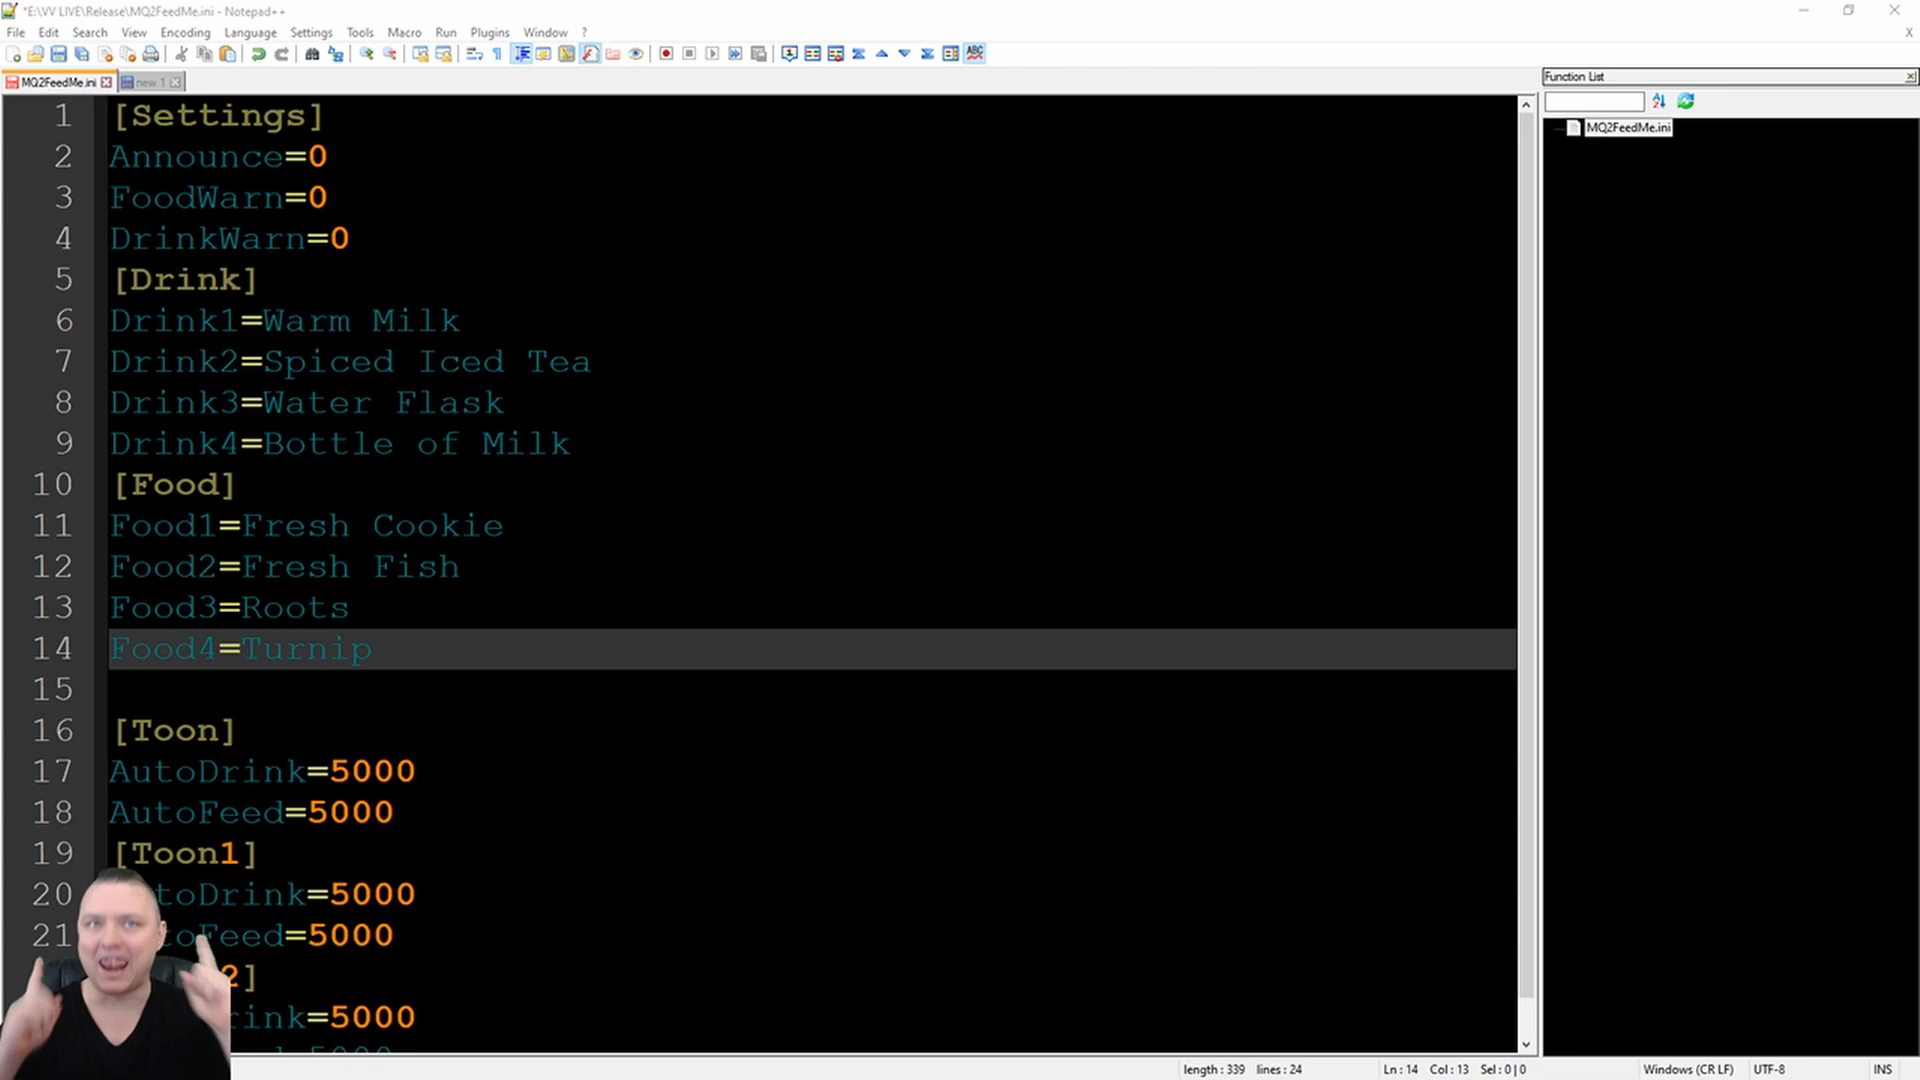 *E:\VV LIVE\Release\MQ2FeedMe.ini - Notepad++
File Edit Search View Encoding Language Settings Tools Macro Run Plugins Window ? X
MQ2FeedMe.ini new 1
Function List
MQ2FeedMe.ini
1 [Settings]
2 Announce=0
3 FoodWarn=0
4 DrinkWarn=0
5 [Drink]
6 Drink1=Warm Milk
7 Drink2=Spiced Iced Tea
8 Drink3=Water Flask
9 Drink4=Bottle of Milk
10 [Food]
11 Food1=Fresh Cookie
12 Food2=Fresh Fish
13 Food3=Roots
14 Food4=Turnip
15
16 [Toon]
17 AutoDrink=5000
18 AutoFeed=5000
19 [Toon1]
20 toDrink=5000
21 toFeed=5000
2]
rink=5000
length : 339 lines : 24 Ln : 14 Col : 13 Sel : 0 | 0 Windows (CR LF) UTF-8 INS